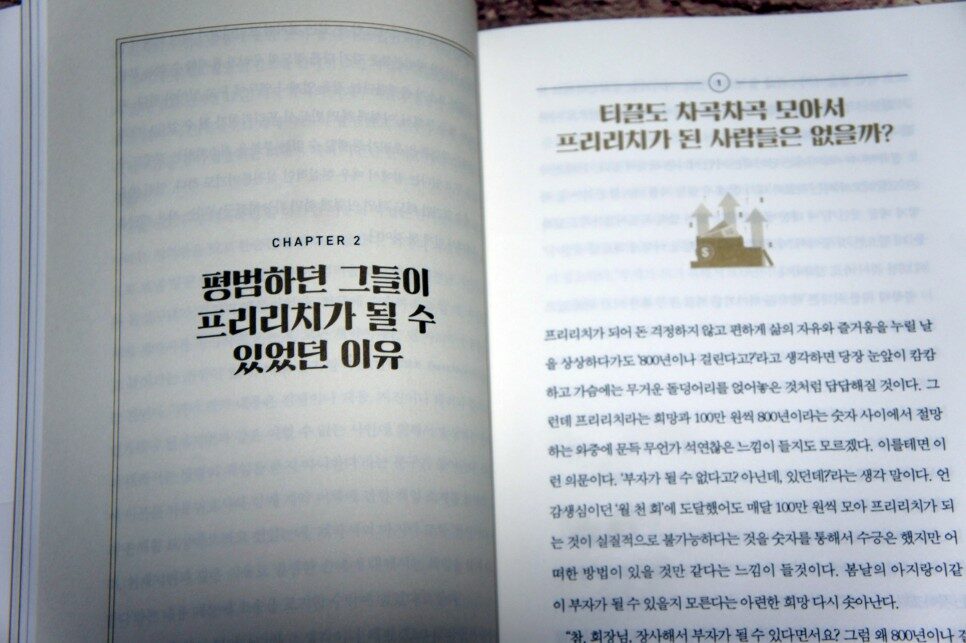 CHAPTER 2
평범하던 그들이
프리리치가 될 수
있었던 이유
1
티끌도 차곡차곡 모아서
프리리치가 된 사람들은 없을까?
$
프리리치가 되어 돈 걱정하지 않고 편하게 삶의 자유와 즐거움을 누릴 날
을 상상하다가도 '800년이나 걸린다고?'라고 생각하면 당장 눈앞이 캄캄
하고 가슴에는 무거운 돌덩어리를 얹어놓은 것처럼 답답해질 것이다. 그
런데 프리리치라는 희망과 100만 원씩 800년이라는 숫자 사이에서 절망
하는 와중에 문득 무언가 석연찮은 느낌이 들지도 모르겠다. 이를테면 이
런 의문이다. '부자가 될 수 없다고? 아닌데, 있던데?'라는 생각 말이다. 언
감생심이던 '월 천 회'에 도달했어도 매달 100만 원씩 모아 프리리치가 되
는 것이 실질적으로 불가능하다는 것을 숫자를 통해서 수긍은 했지만 어
떠한 방법이 있을 것만 같다는 느낌이 들것이다. 봄날의 아지랑이같
이 부자가 될 수 있을지 모른다는 아련한 희망 다시 솟아난다.
"참, 회장님, 장사해서 부자가 될 수 있다면서요? 그럼 왜 800년이나